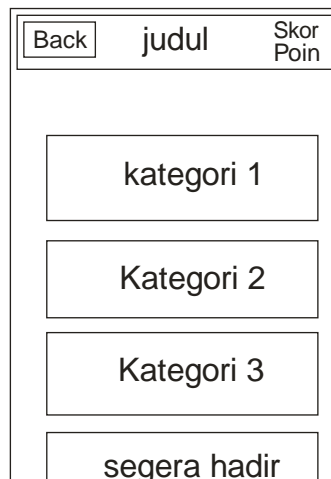 Back judul Skor
Poin
kategori 1
Kategori 2
Kategori 3
segera hadir